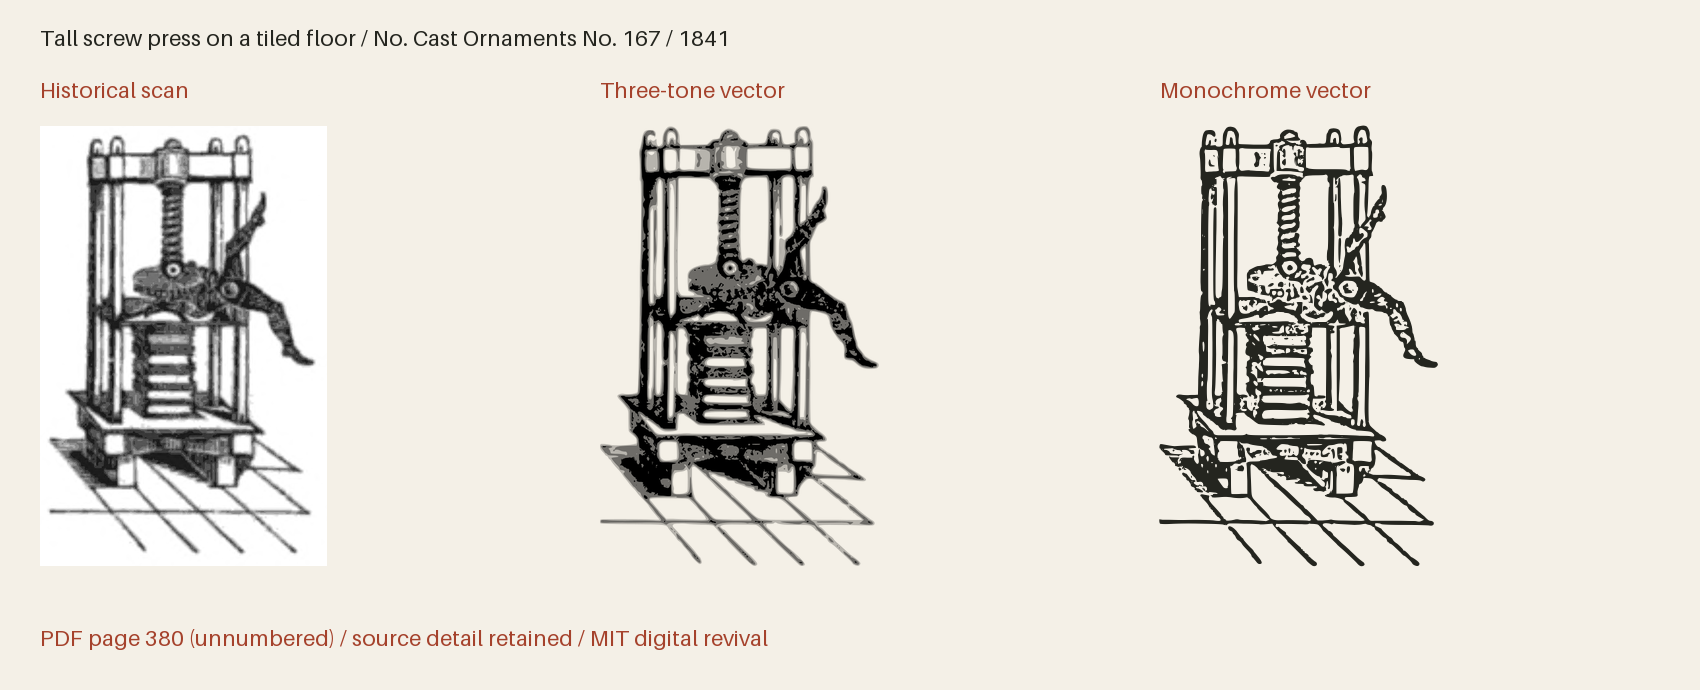 Tall screw press on a tiled floor / No. Cast Ornaments No. 167 / 1841
Historical scan
Three-tone vector
Monochrome vector
PDF page 380 (unnumbered) / source detail retained / MIT digital revival